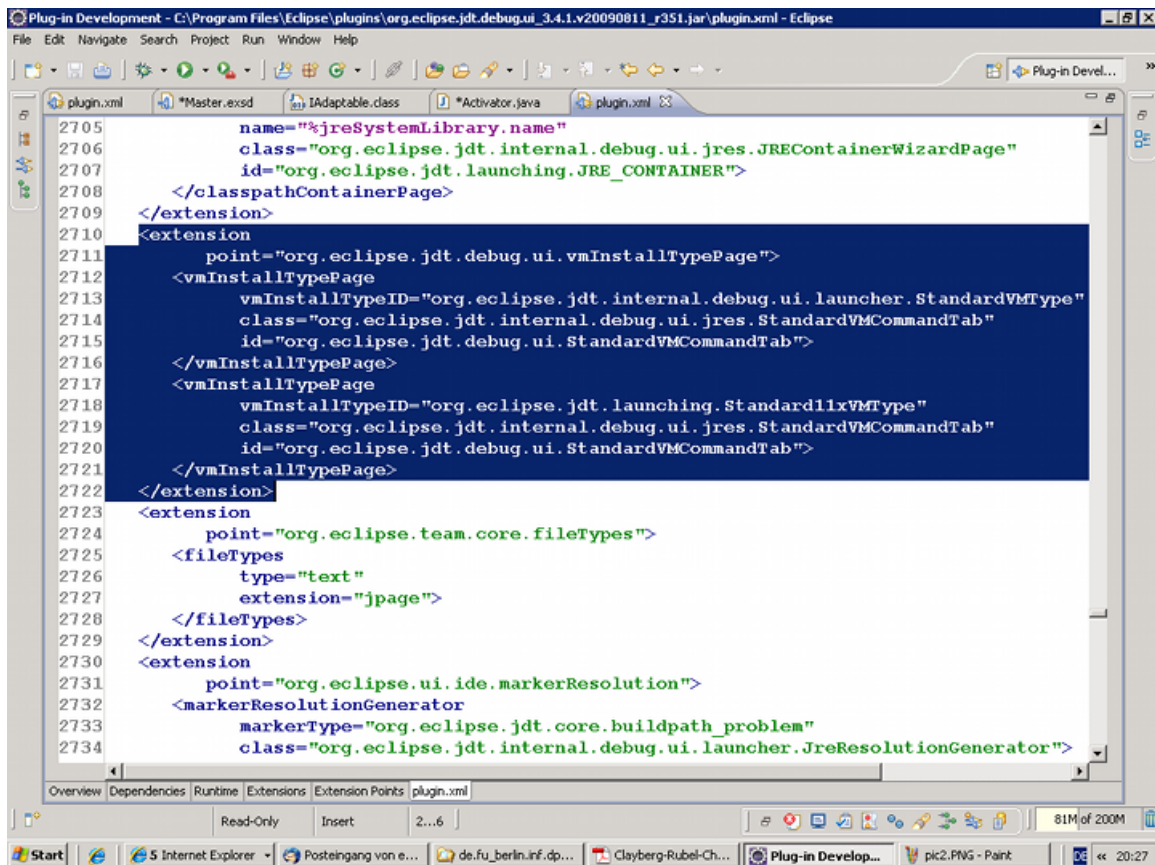 Plug-in Development - C:\Program Files\Eclipse\plugins\org.eclipse.jdt.debug.ui_3.4.1.v20090811_r351.jar\plugin.xml - Eclipse
File Edit Navigate Search Project Run Window Help
Plug-in Devel...
plugin.xml *Master.exsd IAdaptable.class *Activator.java plugin.xml
2705 name="%jreSystemLibrary.name"
2706 class="org.eclipse.jdt.internal.debug.ui.jres.JREContainerWizardPage"
2707 id="org.eclipse.jdt.launching.JRE_CONTAINER">
2708 </classpathContainerPage>
2709 </extension>
2710 <extension
2711 point="org.eclipse.jdt.debug.ui.vmInstallTypePage">
2712 <vmInstallTypePage
2713 vmInstallTypeID="org.eclipse.jdt.internal.debug.ui.launcher.StandardVMType"
2714 class="org.eclipse.jdt.internal.debug.ui.jres.StandardVMCommandTab"
2715 id="org.eclipse.jdt.debug.ui.StandardVMCommandTab">
2716 </vmInstallTypePage>
2717 <vmInstallTypePage
2718 vmInstallTypeID="org.eclipse.jdt.launching.Standard11xVMType"
2719 class="org.eclipse.jdt.internal.debug.ui.jres.StandardVMCommandTab"
2720 id="org.eclipse.jdt.debug.ui.StandardVMCommandTab">
2721 </vmInstallTypePage>
2722 </extension>
2723 <extension
2724 point="org.eclipse.team.core.fileTypes">
2725 <fileTypes
2726 type="text"
2727 extension="jpage">
2728 </fileTypes>
2729 </extension>
2730 <extension
2731 point="org.eclipse.ui.ide.markerResolution">
2732 <markerResolutionGenerator
2733 markerType="org.eclipse.jdt.core.buildpath_problem"
2734 class="org.eclipse.jdt.internal.debug.ui.launcher.JreResolutionGenerator">
Overview Dependencies Runtime Extensions Extension Points plugin.xml
Read-Only Insert 2...6 81M of 200M
Start 5 Internet Explorer Posteingang von e... de.fu_berlin.inf.dp... Clayberg-Rubel-Ch... Plug-in Develop... pic2.PNG - Paint DE « 20:27